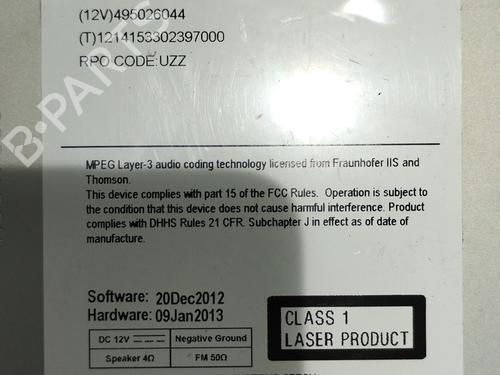 (12V)495026044
(T)1214153302397000
RPO CODE:UZZ
B-PARTS
MPEG Layer-3 audio coding technology licensed from Fraunhofer IIS and
Thomson.
This device complies with part 15 of the FCC Rules. Operation is subject to
the condition that this device does not cause harmful interference. Product
complies with DHHS Rules 21 CFR. Subchapter J in effect as of date of
manufacture.
Software: 20Dec2012
Hardware: 09Jan2013
DC 12V Negative Ground
Speaker 4Ω FM 50Ω
CLASS 1
LASER PRODUCT